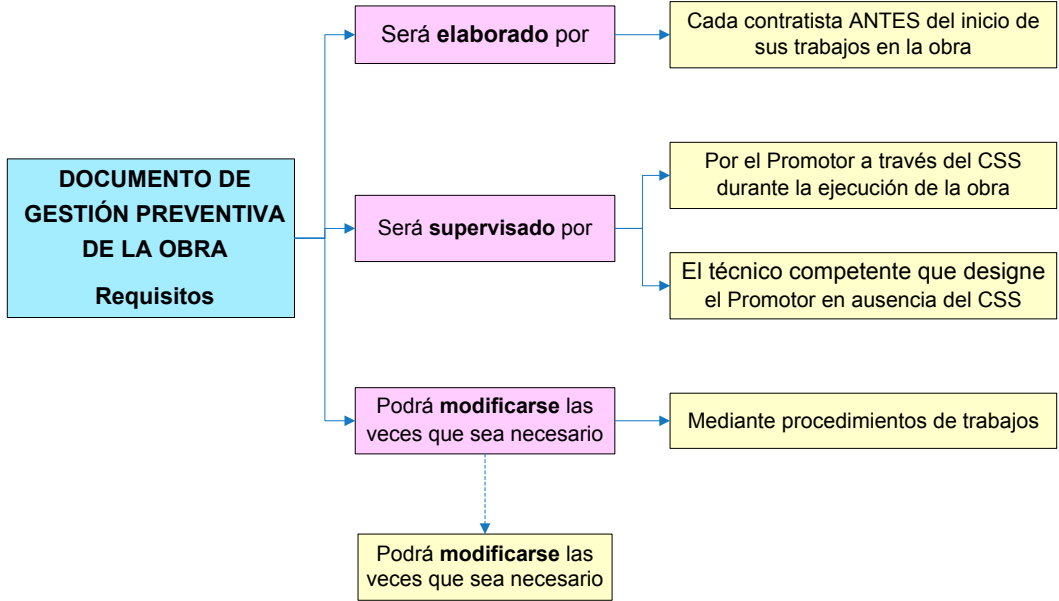 DOCUMENTO DE
GESTIÓN PREVENTIVA
DE LA OBRA
Requisitos
Será elaborado por
Cada contratista ANTES del inicio de
sus trabajos en la obra
Será supervisado por
Por el Promotor a través del CSS
durante la ejecución de la obra
El técnico competente que designe
el Promotor en ausencia del CSS
Podrá modificarse las
veces que sea necesario
Mediante procedimientos de trabajos
Podrá modificarse las
veces que sea necesario